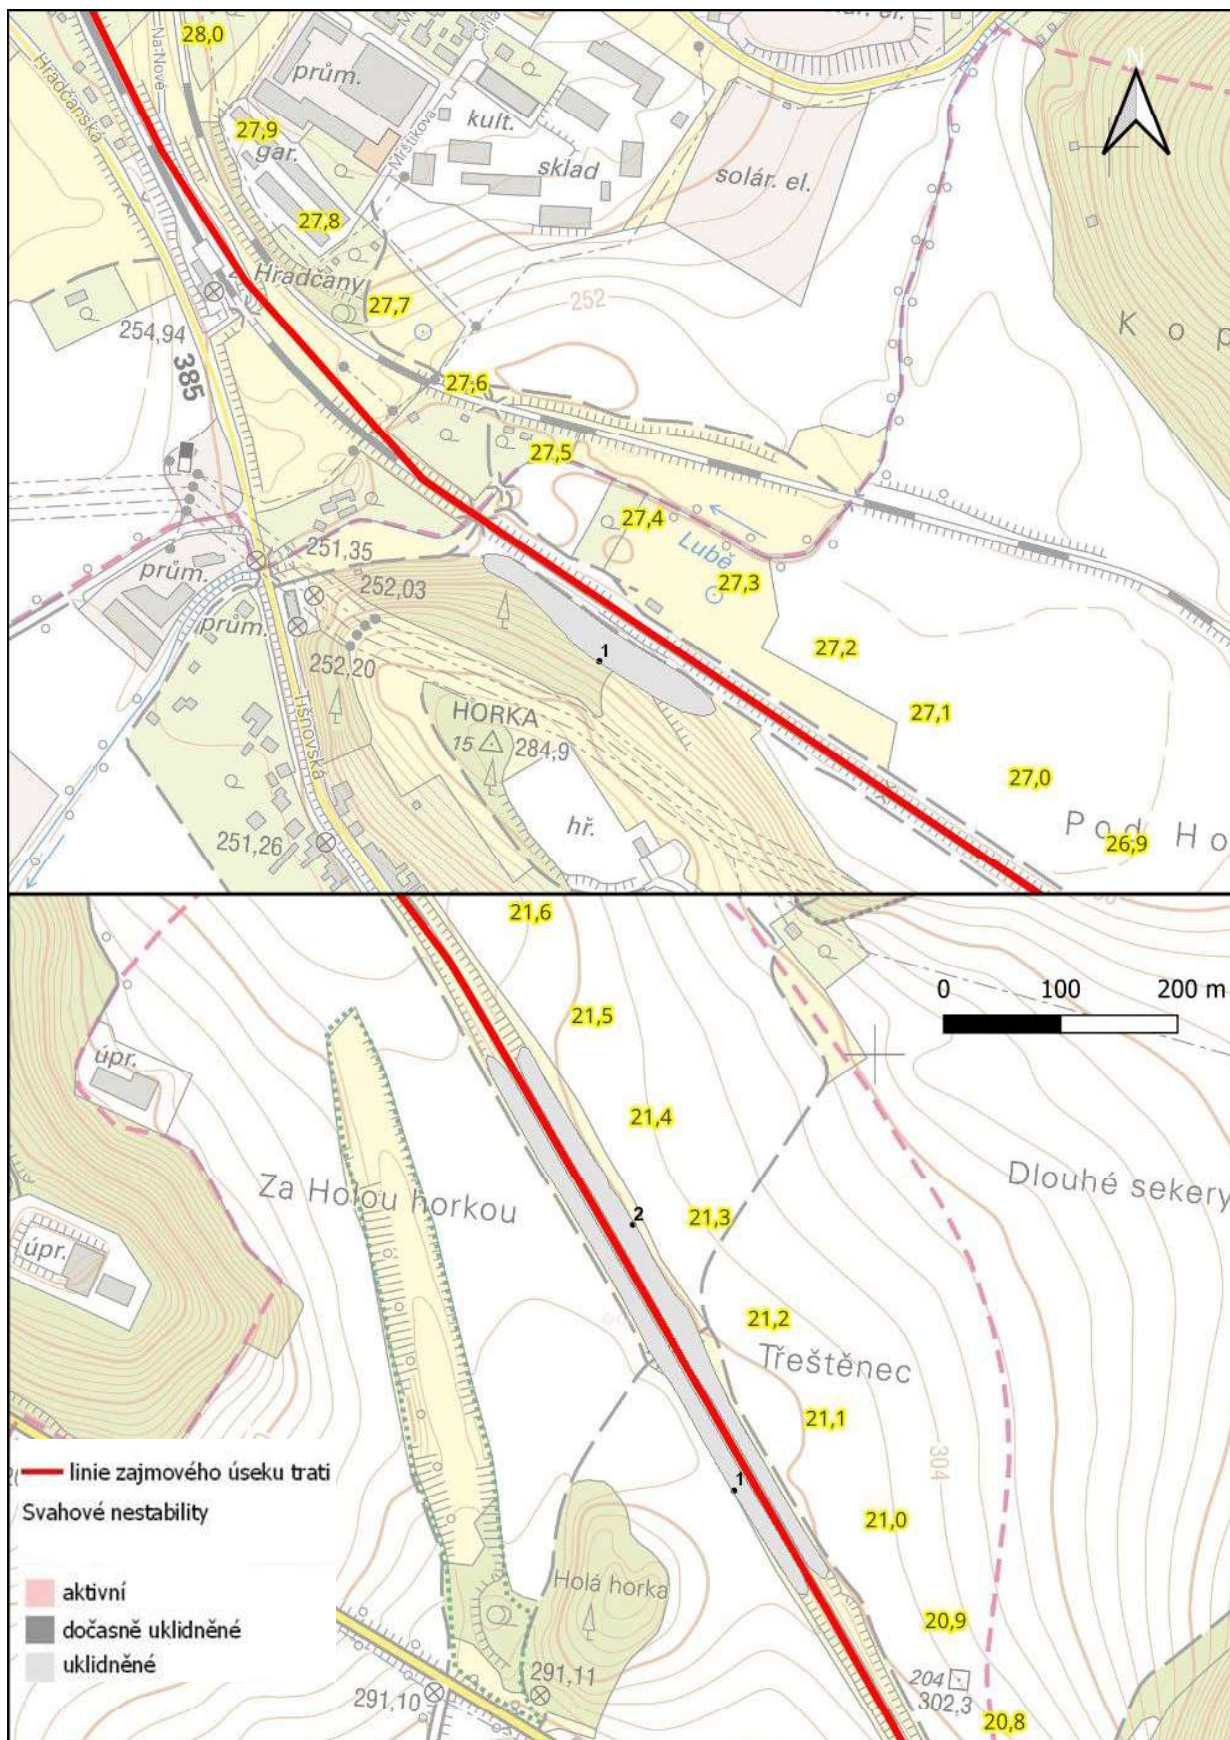 28,0
Na Nové
Hradčanská
prům.
ár. el.
N
27,9
gar.
Mrštíkova
kult.
sklad
solár. el.
27,8
Hradčany
27,7
252
254,94
385
K o p
27,6
27,5
27,4
Lubě
27,3
251,35
252,03
prům.
prům.
252,20
Tišnovská
1
27,2
HORKA
15
284,9
27,1
27,0
hř.
251,26
Pod Ho
26,9
21,6
0 100 200 m
21,5
úpr.
21,4
Za Holou horkou
Dlouhé sekery
2
21,3
úpr.
21,2
Třeštěnec
21,1
304
linie zajmového úseku trati
1
Svahové nestability
21,0
Holá horka
aktivní
20,9
dočasně uklidněné
uklidněné
291,11
291,10
204
302,3
20,8